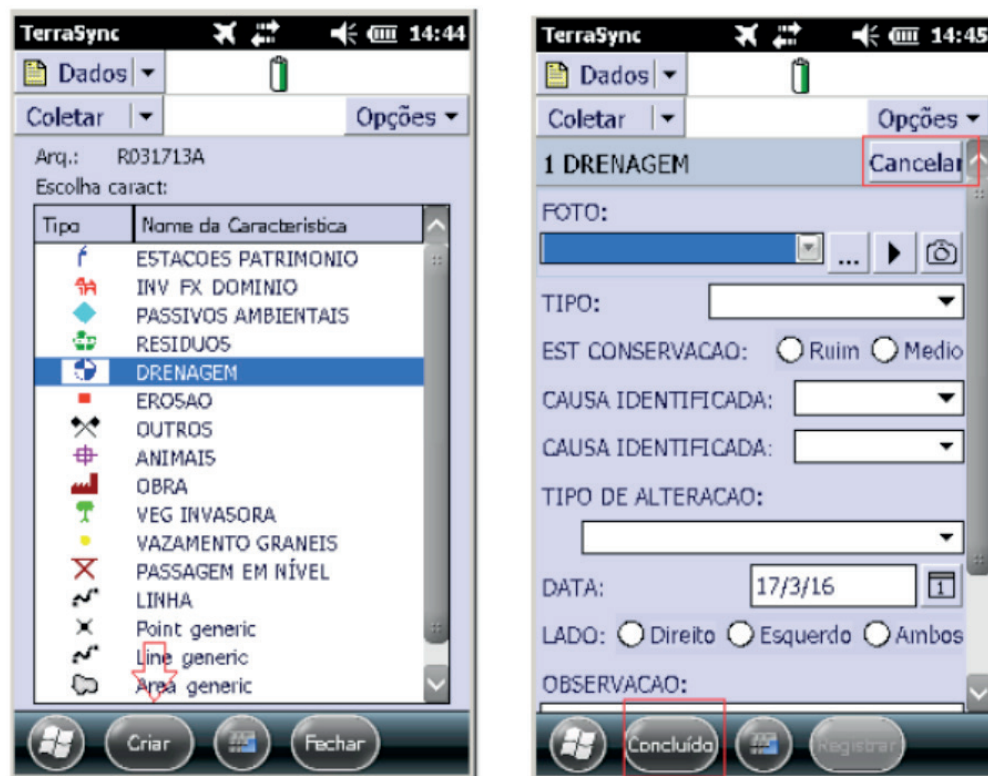 TerraSync 14:44
Dados
Coletar Opções
Arq.: R031713A
Escolha caract:
Tipo Nome da Caracteristica
ESTACOES PATRIMONIO
INV FX DOMINIO
PASSIVOS AMBIENTAIS
RESIDUOS
DRENAGEM
EROSAO
OUTROS
ANIMAIS
OBRA
VEG INVASORA
VAZAMENTO GRANEIS
PASSAGEM EM NÍVEL
LINHA
Point generic
Line generic
Area generic
Criar Fechar
TerraSync 14:45
Dados
Coletar Opções
1 DRENAGEM Cancelar
FOTO:
...
TIPO:
EST CONSERVACAO: Ruim Medio
CAUSA IDENTIFICADA:
CAUSA IDENTIFICADA:
TIPO DE ALTERACAO:
DATA: 17/3/16 1
LADO: Direito Esquerdo Ambos
OBSERVACAO:
Concluído Registrar